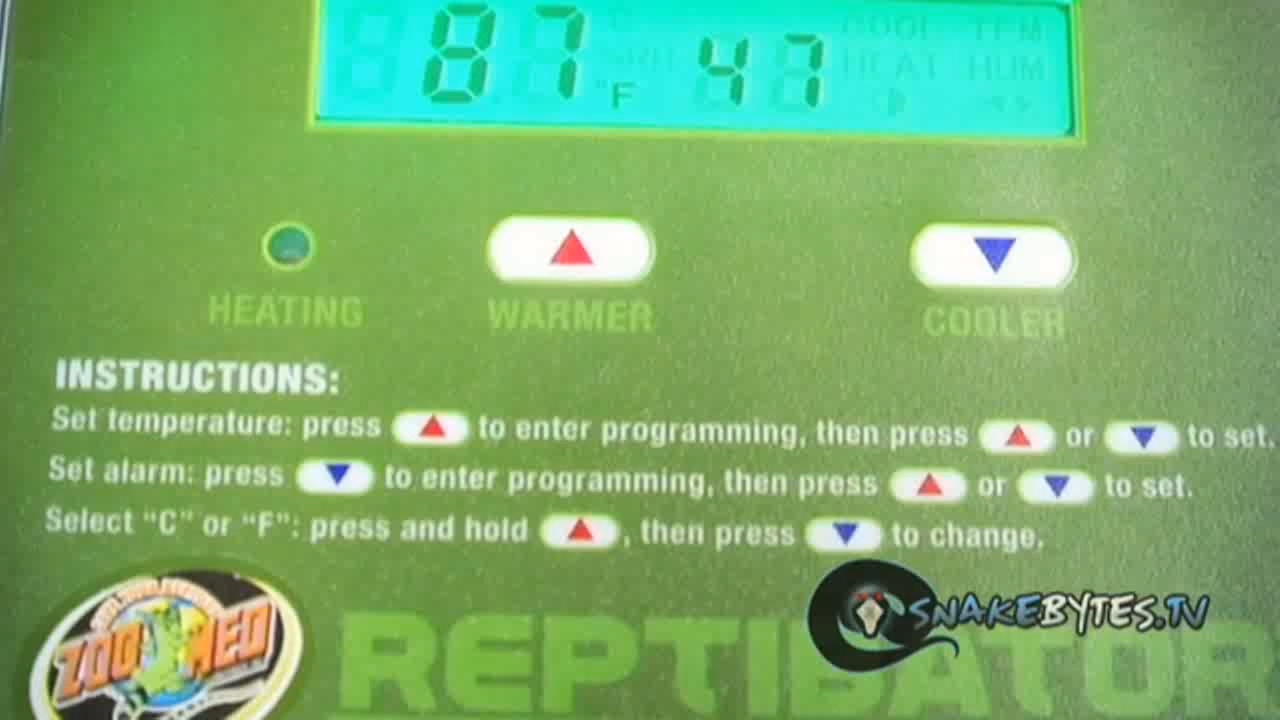 87 °F 47
HEATING WARMER COOLER
INSTRUCTIONS:
Set temperature: press ▲ to enter programming, then press ▲ or ▼ to set.
Set alarm: press ▼ to enter programming, then press ▲ or ▼ to set.
Select “C” or “F”: press and hold ▲, then press ▼ to change.
SNAKEBYTES.TV
ZOO MED
REPTIBATOR